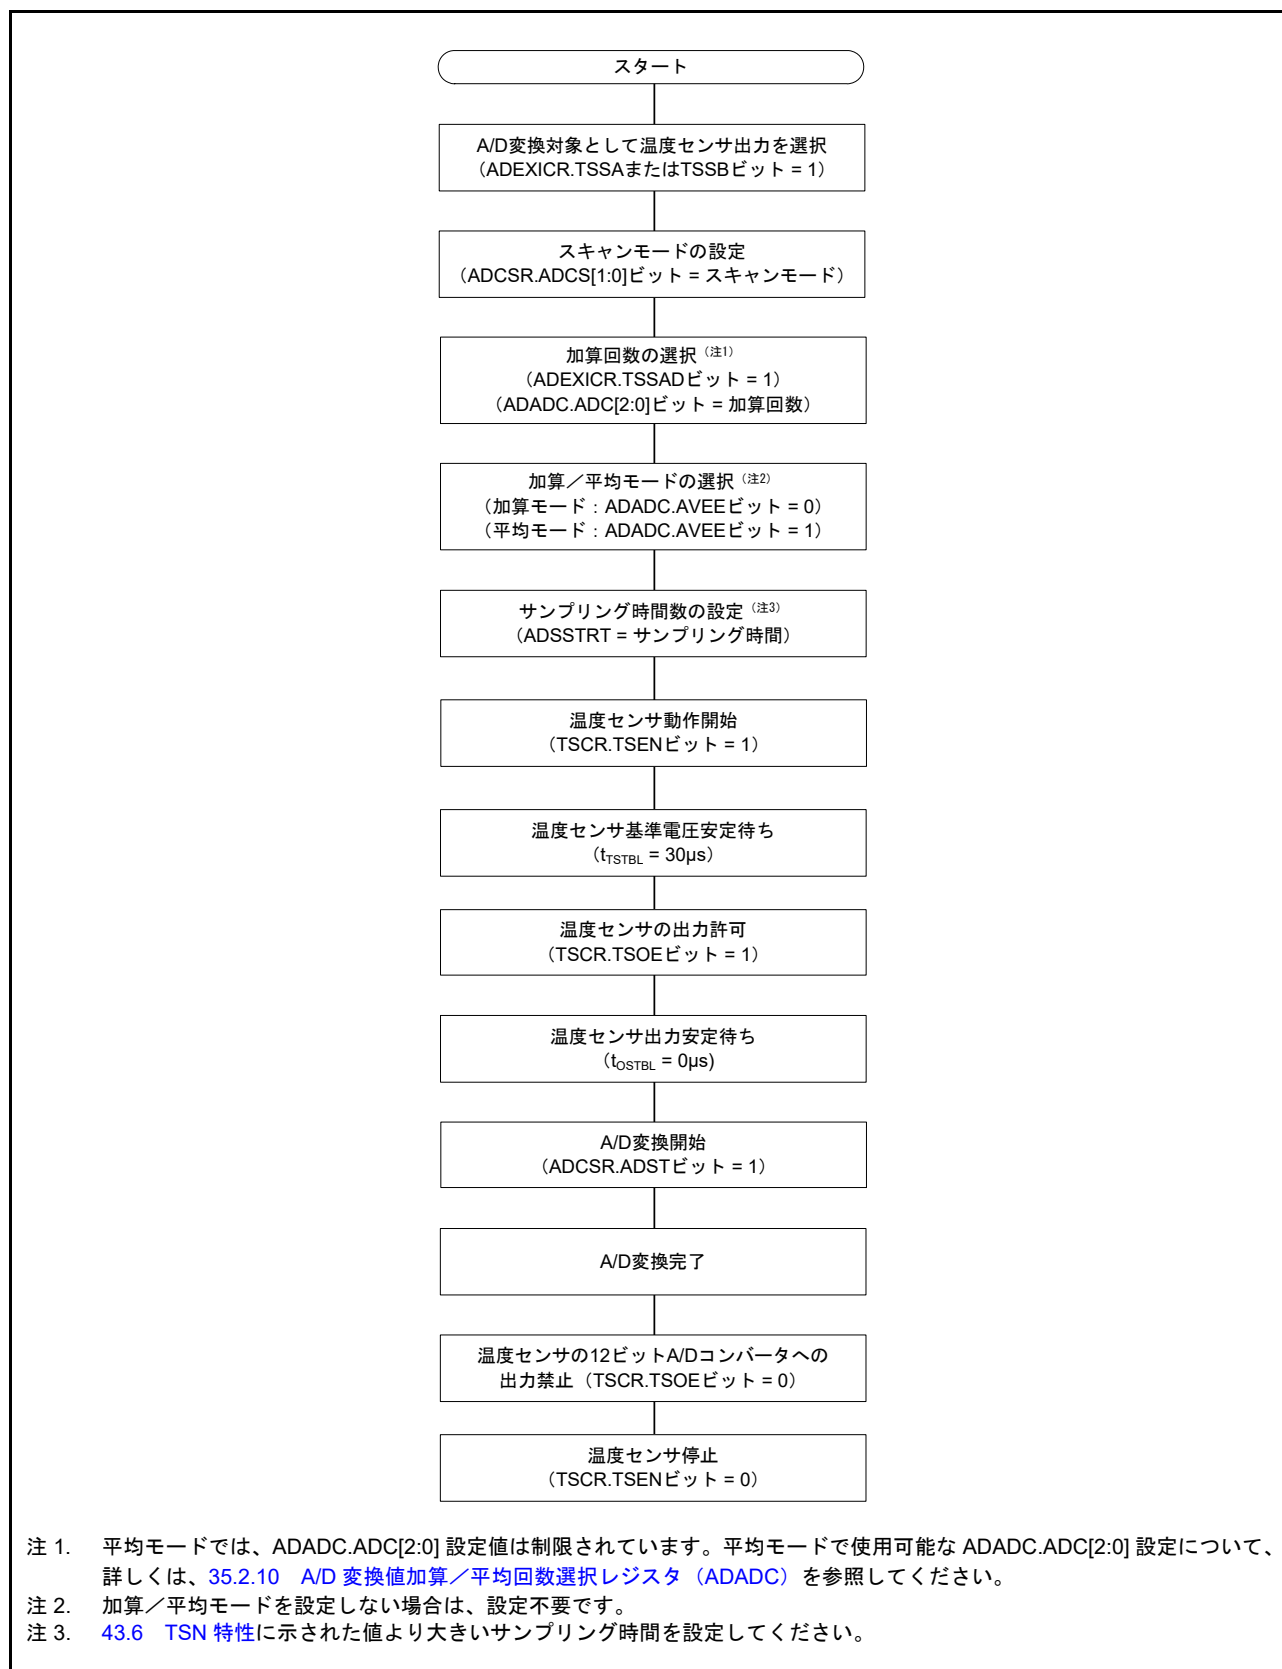 スタート
A/D変換対象として温度センサ出力を選択
（ADEXICR.TSSAまたはTSSBビット = 1）
スキャンモードの設定
（ADCSR.ADCS[1:0]ビット = スキャンモード）
加算回数の選択（注1）
（ADEXICR.TSSADビット = 1）
（ADADC.ADC[2:0]ビット = 加算回数）
加算／平均モードの選択（注2）
（加算モード：ADADC.AVEEビット = 0）
（平均モード：ADADC.AVEEビット = 1）
サンプリング時間数の設定（注3）
（ADSSTRT = サンプリング時間）
温度センサ動作開始
（TSCR.TSENビット = 1）
温度センサ基準電圧安定待ち
（tTSTBL = 30µs）
温度センサの出力許可
（TSCR.TSOEビット = 1）
温度センサ出力安定待ち
（tOSTBL = 0µs)
A/D変換開始
（ADCSR.ADSTビット = 1）
A/D変換完了
温度センサの12ビットA/Dコンバータへの
出力禁止（TSCR.TSOEビット = 0）
温度センサ停止
（TSCR.TSENビット = 0）
注 1. 平均モードでは、ADADC.ADC[2:0] 設定値は制限されています。平均モードで使用可能な ADADC.ADC[2:0] 設定について、
詳しくは、35.2.10 A/D 変換値加算／平均回数選択レジスタ（ADADC）を参照してください。
注 2. 加算／平均モードを設定しない場合は、設定不要です。
注 3. 43.6 TSN 特性に示された値より大きいサンプリング時間を設定してください。